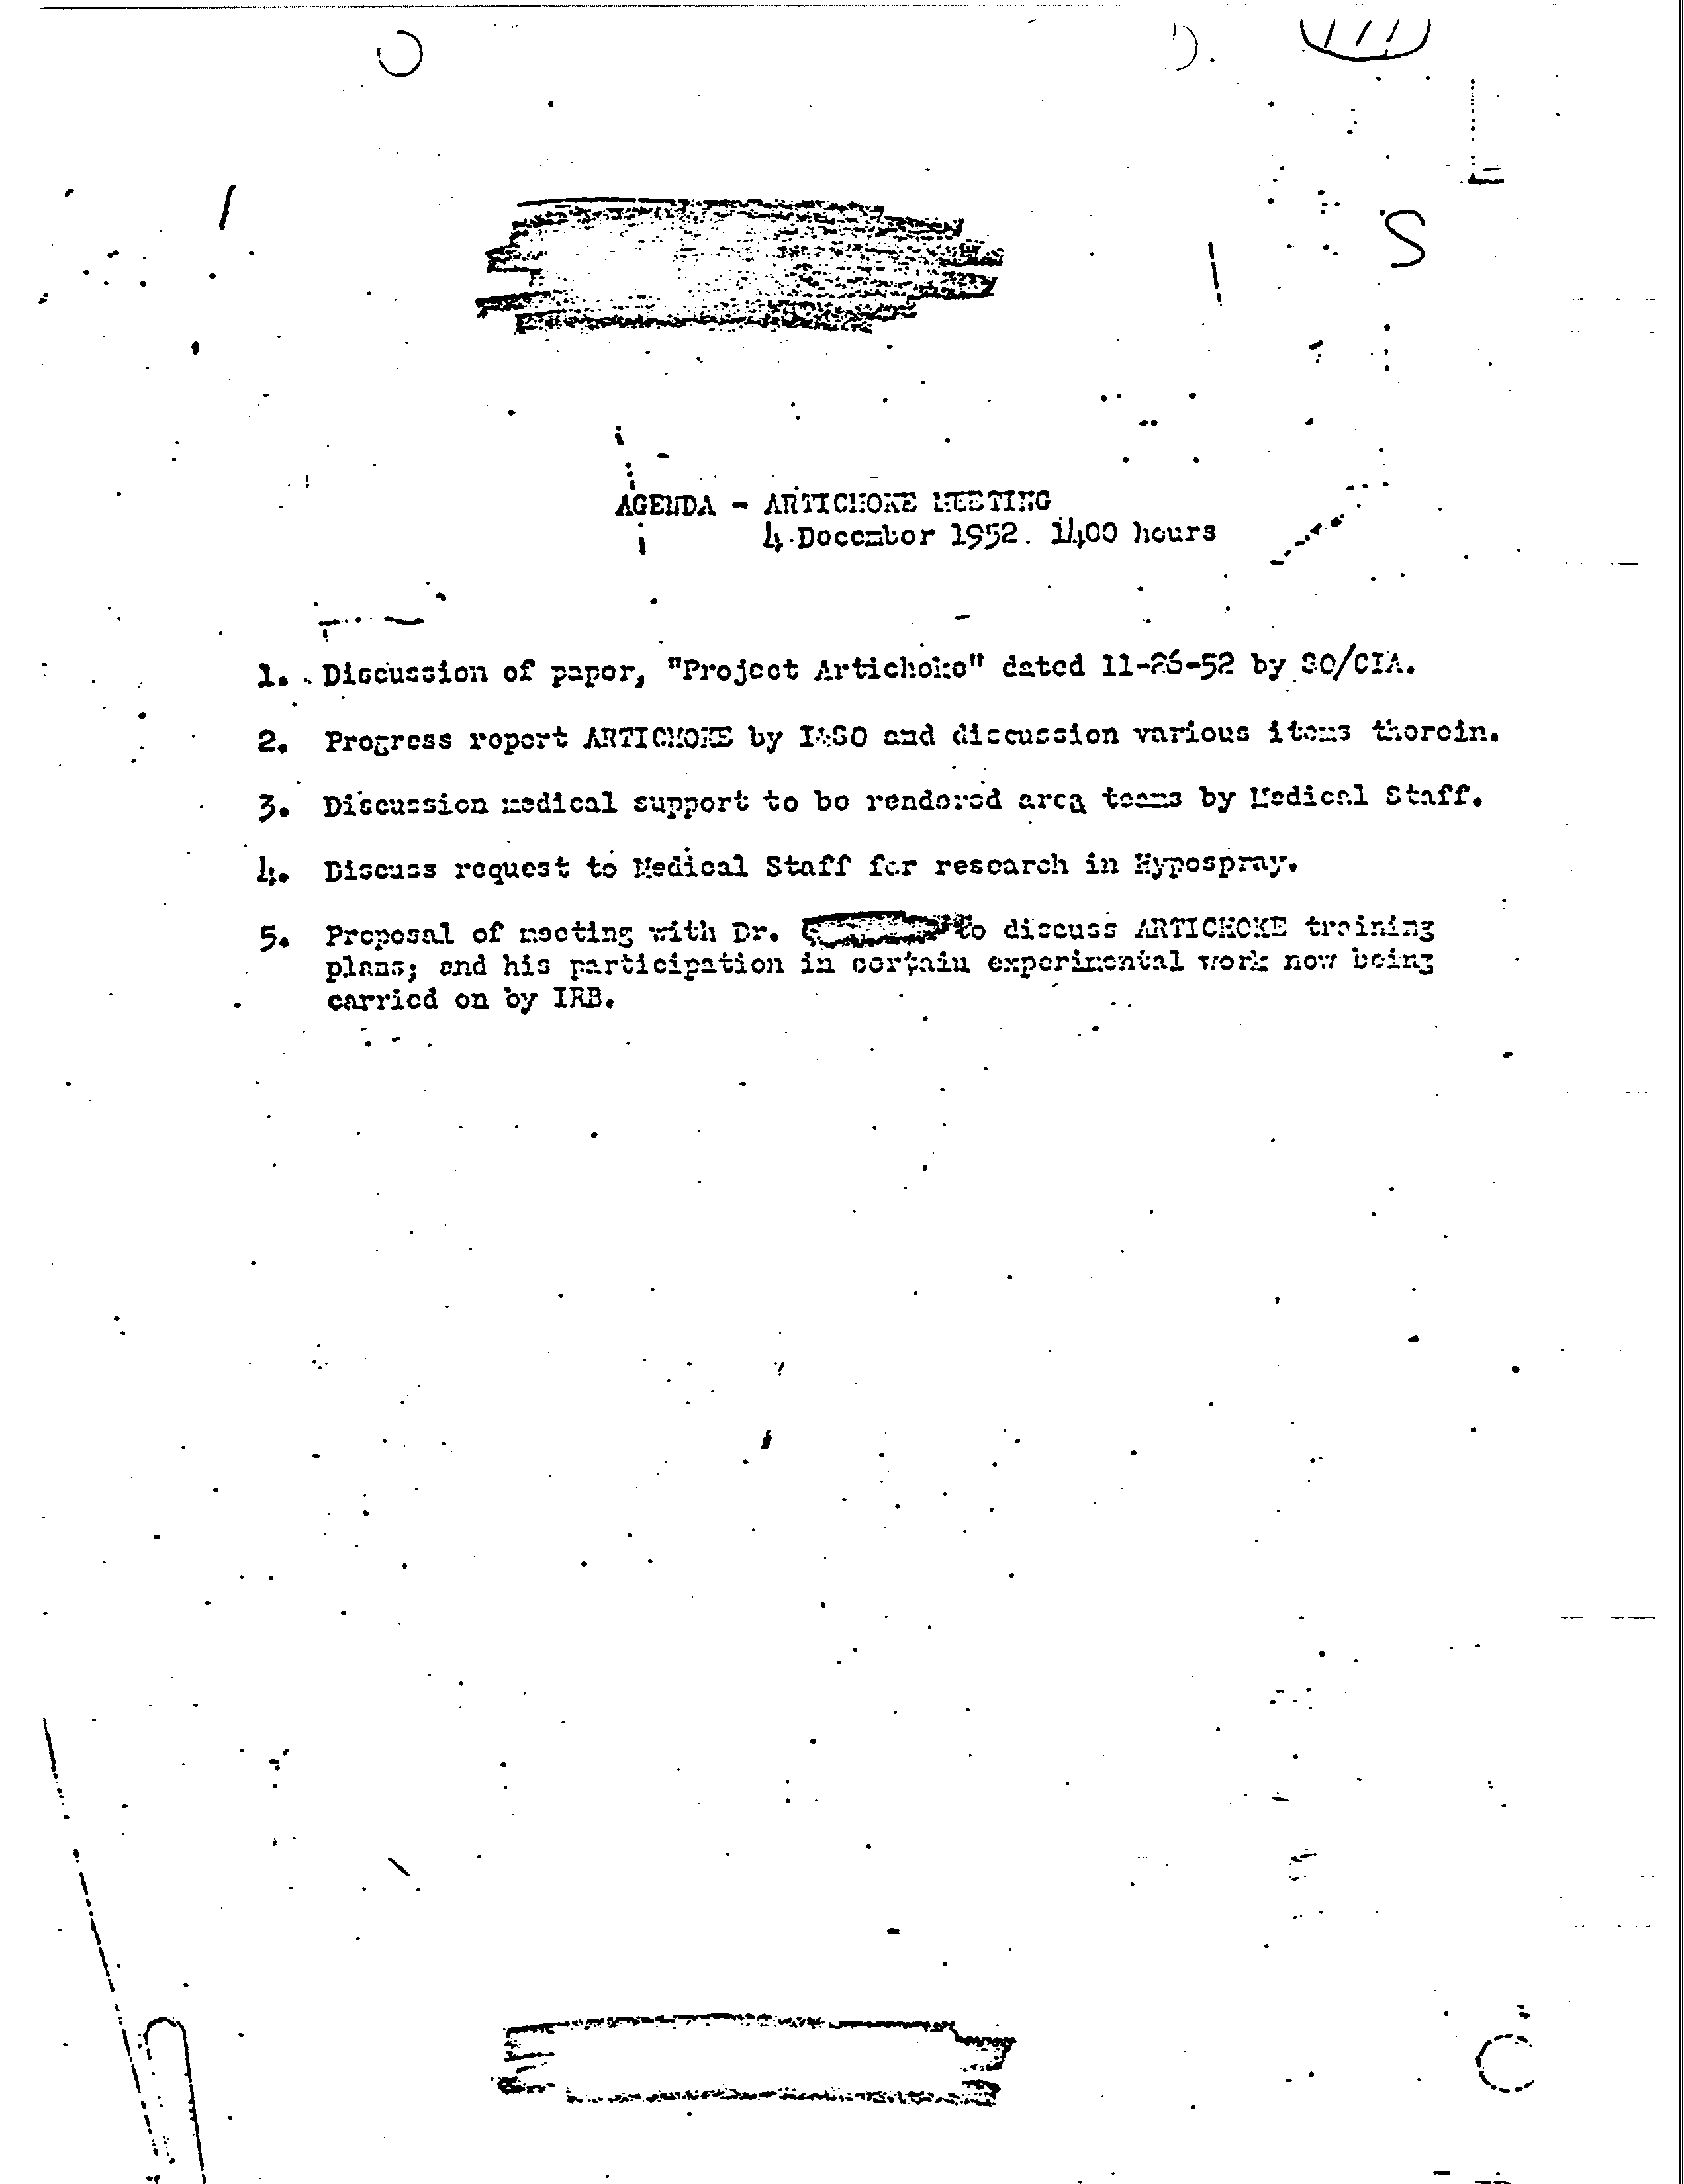 AGENDA - ARTICHOKE MEETING
4 December 1952. 1400 hours
1. Discussion of paper, "Project Artichoke" dated 11-26-52 by SO/CIA.
2. Progress report ARTICHOKE by I&SO and discussion various items therein.
3. Discussion medical support to be rendered area teams by Medical Staff.
4. Discuss request to Medical Staff for research in Hypospray.
5. Proposal of meeting with Dr. to discuss ARTICHOKE training
plans; and his participation in certain experimental work now being
carried on by IRB.